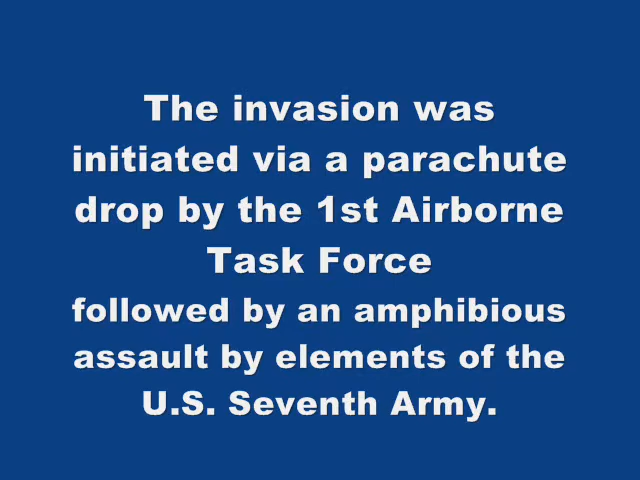 The invasion was
initiated via a parachute
drop by the 1st Airborne
Task Force
followed by an amphibious
assault by elements of the
U.S. Seventh Army.